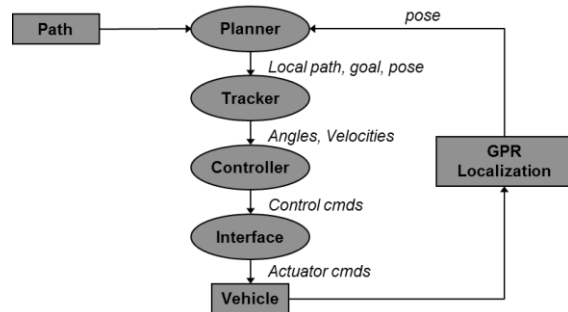 pose
Path
Planner
Local path, goal, pose
Tracker
Angles, Velocities
Controller
GPR
Localization
Control cmds
Interface
Actuator cmds
Vehicle